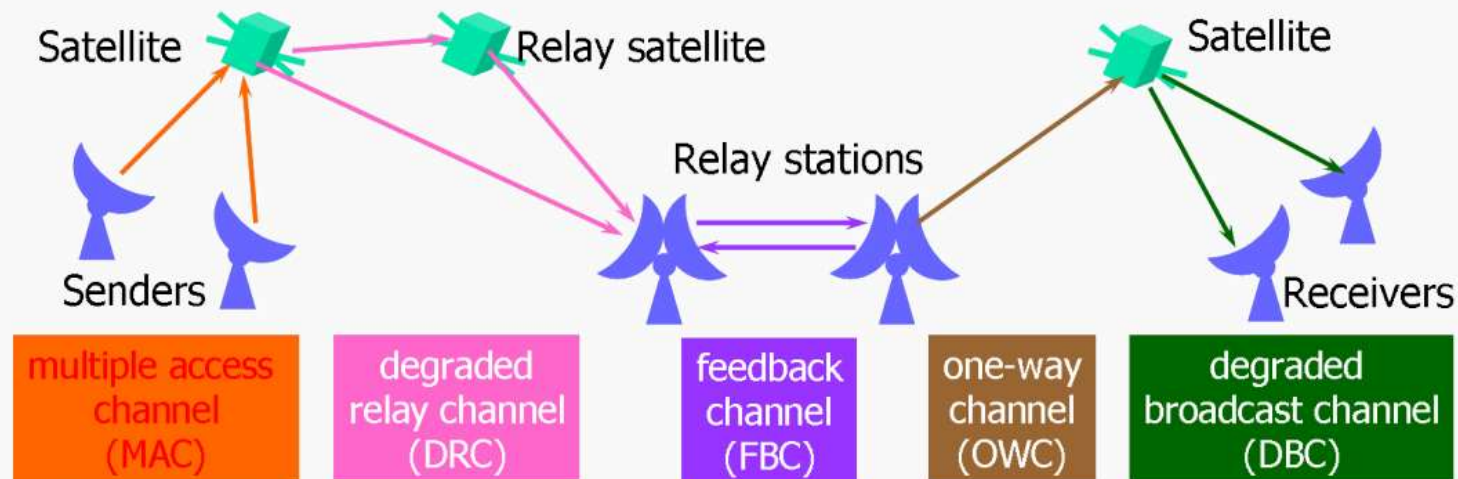 Satellite
Relay satellite
Satellite
Relay stations
Senders
Receivers
multiple access
channel
(MAC)
degraded
relay channel
(DRC)
feedback
channel
(FBC)
one-way
channel
(OWC)
degraded
broadcast channel
(DBC)